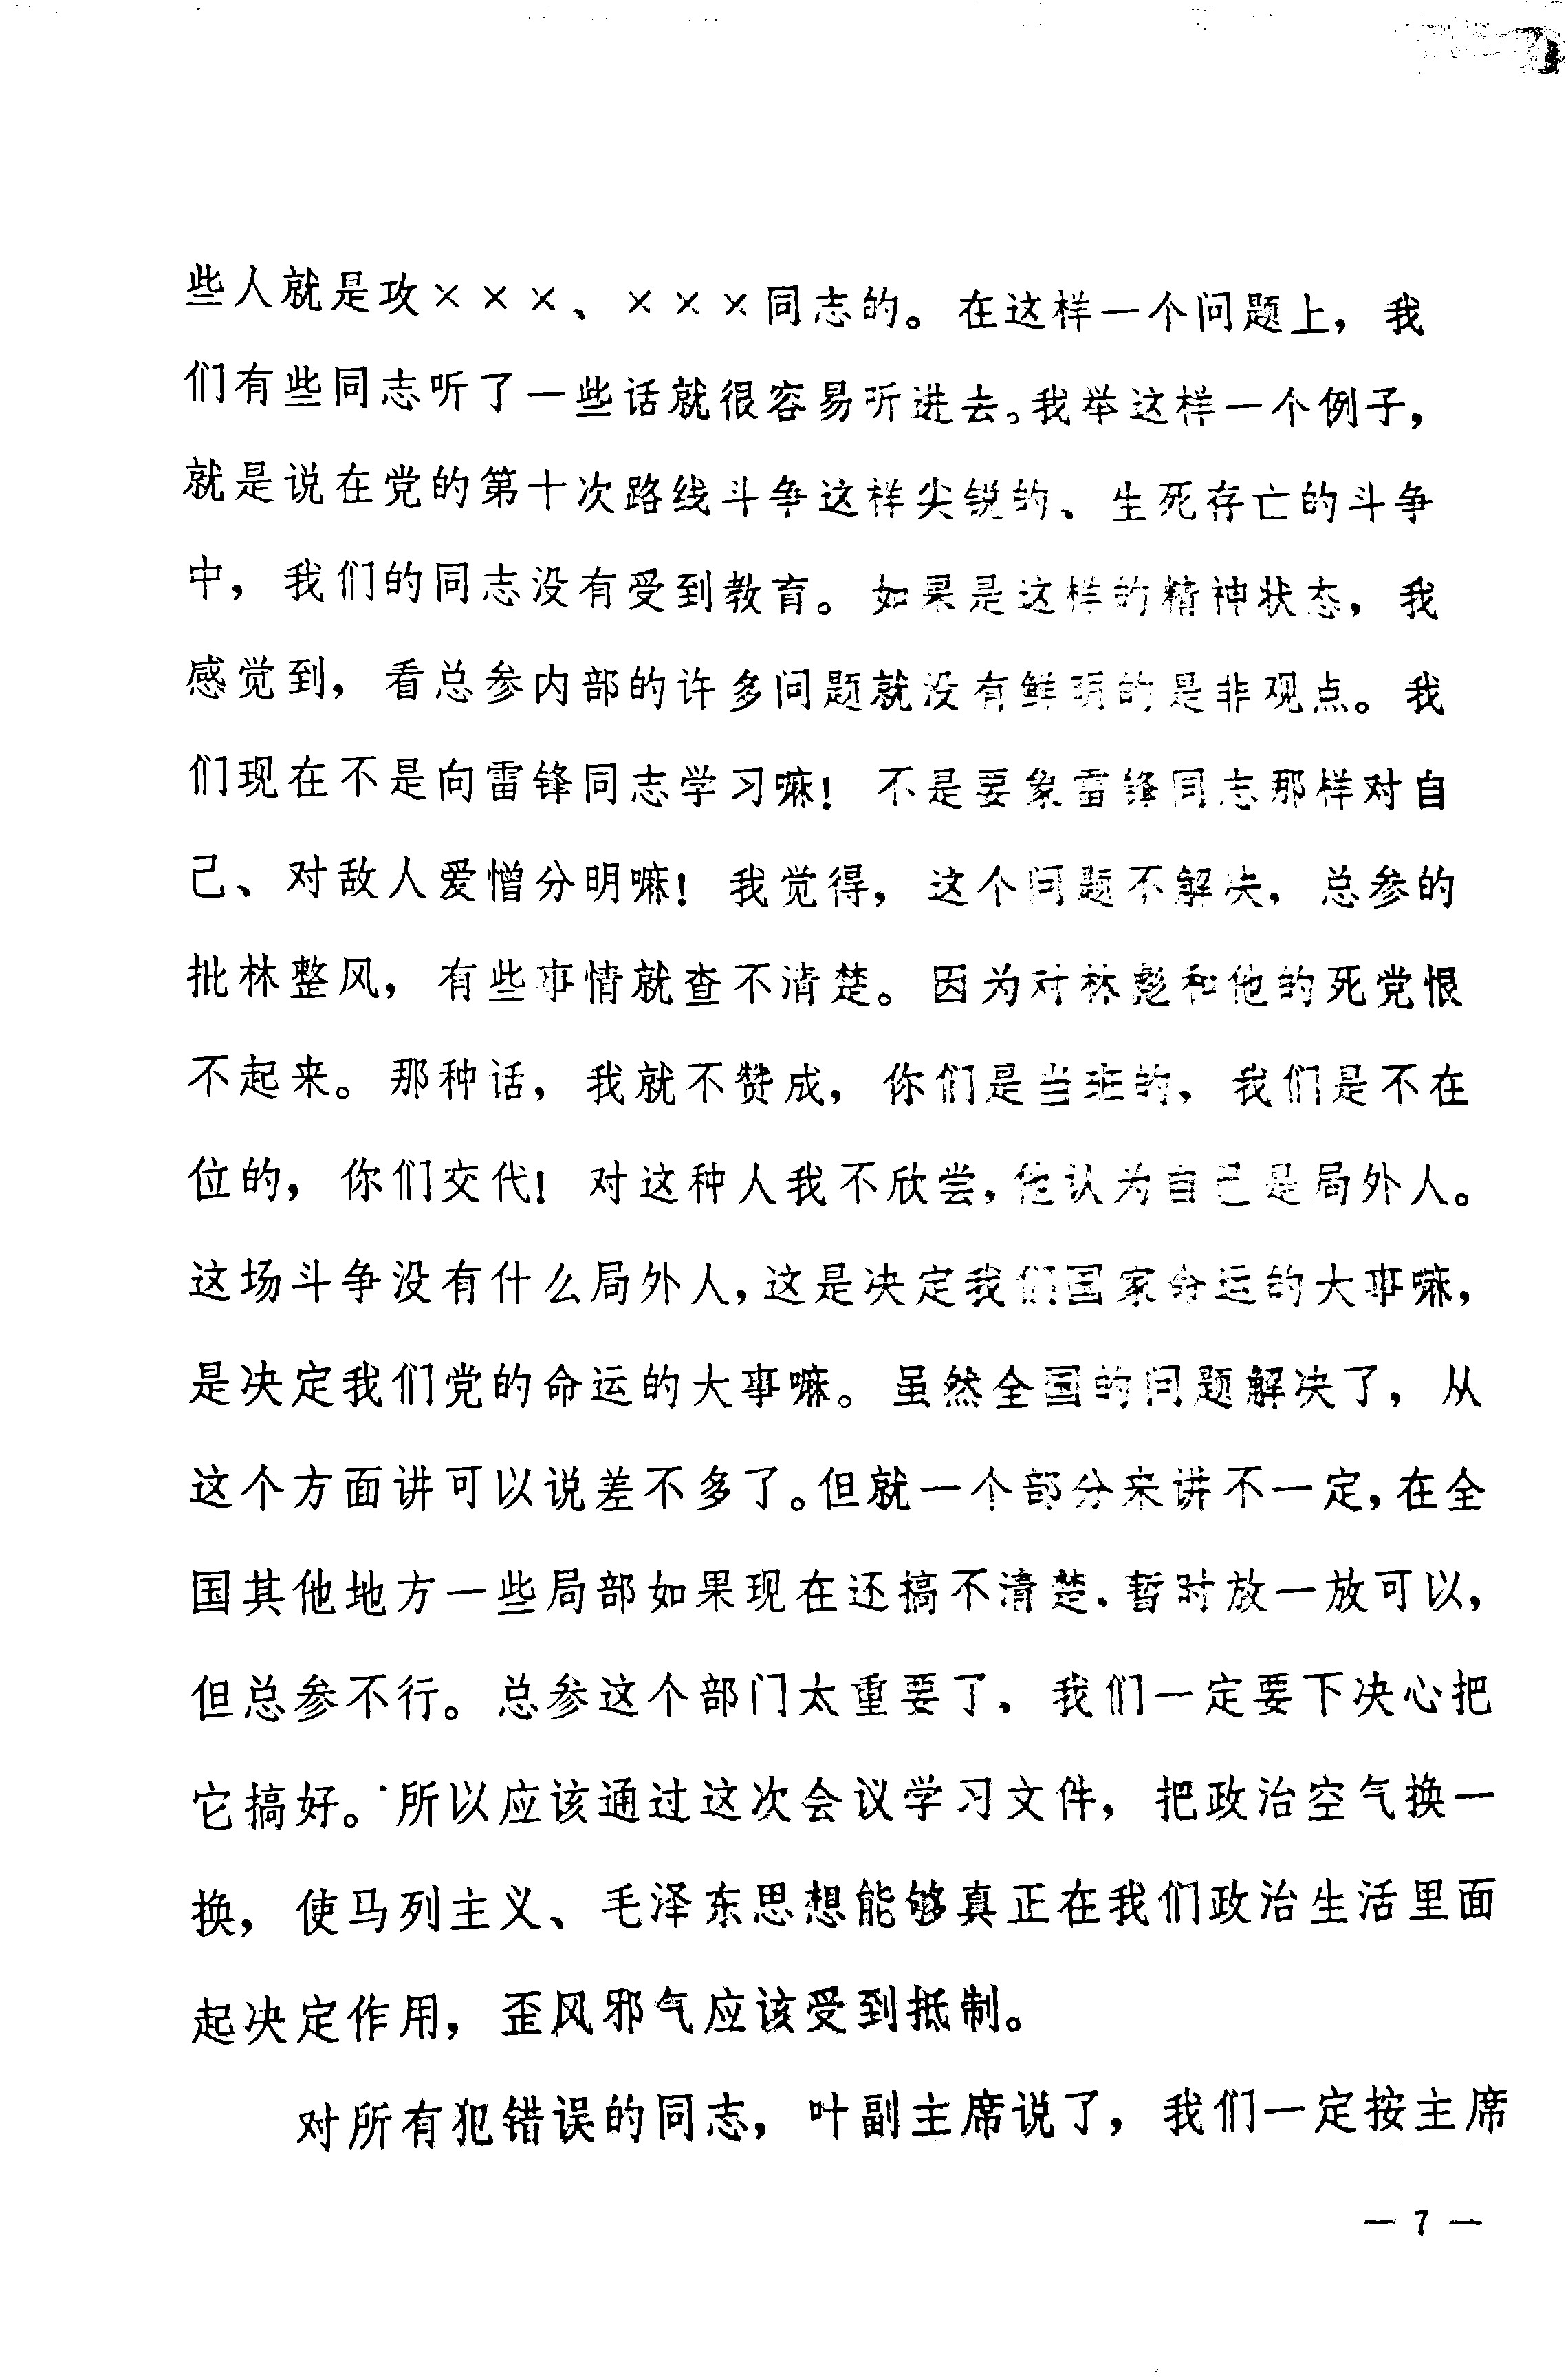 些人就是攻×××、×××同志的。在这样一个问题上，我
们有些同志听了一些话就很容易听进去。我举这样一个例子，
就是说在党的第十次路线斗争这样尖锐的、生死存亡的斗争
中，我们的同志没有受到教育。如果是这样的精神状态，我
感觉到，看总参内部的许多问题就没有鲜明的是非观点。我
们现在不是向雷锋同志学习嘛！不是要象雷锋同志那样对自
己、对敌人爱憎分明嘛！我觉得，这个问题不解决，总参的
批林整风，有些事情就查不清楚。因为对林彪和他的死党恨
不起来。那种话，我就不赞成，你们是当班的，我们是不在
位的，你们交代！对这种人我不欣尝，他认为自己是局外人。
这场斗争没有什么局外人，这是决定我们国家命运的大事嘛，
是决定我们党的命运的大事嘛。虽然全国的问题解决了，从
这个方面讲可以说差不多了。但就一个部分来讲不一定，在全
国其他地方一些局部如果现在还搞不清楚，暂时放一放可以，
但总参不行。总参这个部门太重要了，我们一定要下决心把
它搞好。所以应该通过这次会议学习文件，把政治空气换一
换，使马列主义、毛泽东思想能够真正在我们政治生活里面
起决定作用，歪风邪气应该受到抵制。
对所有犯错误的同志，叶副主席说了，我们一定按主席
— 7 —